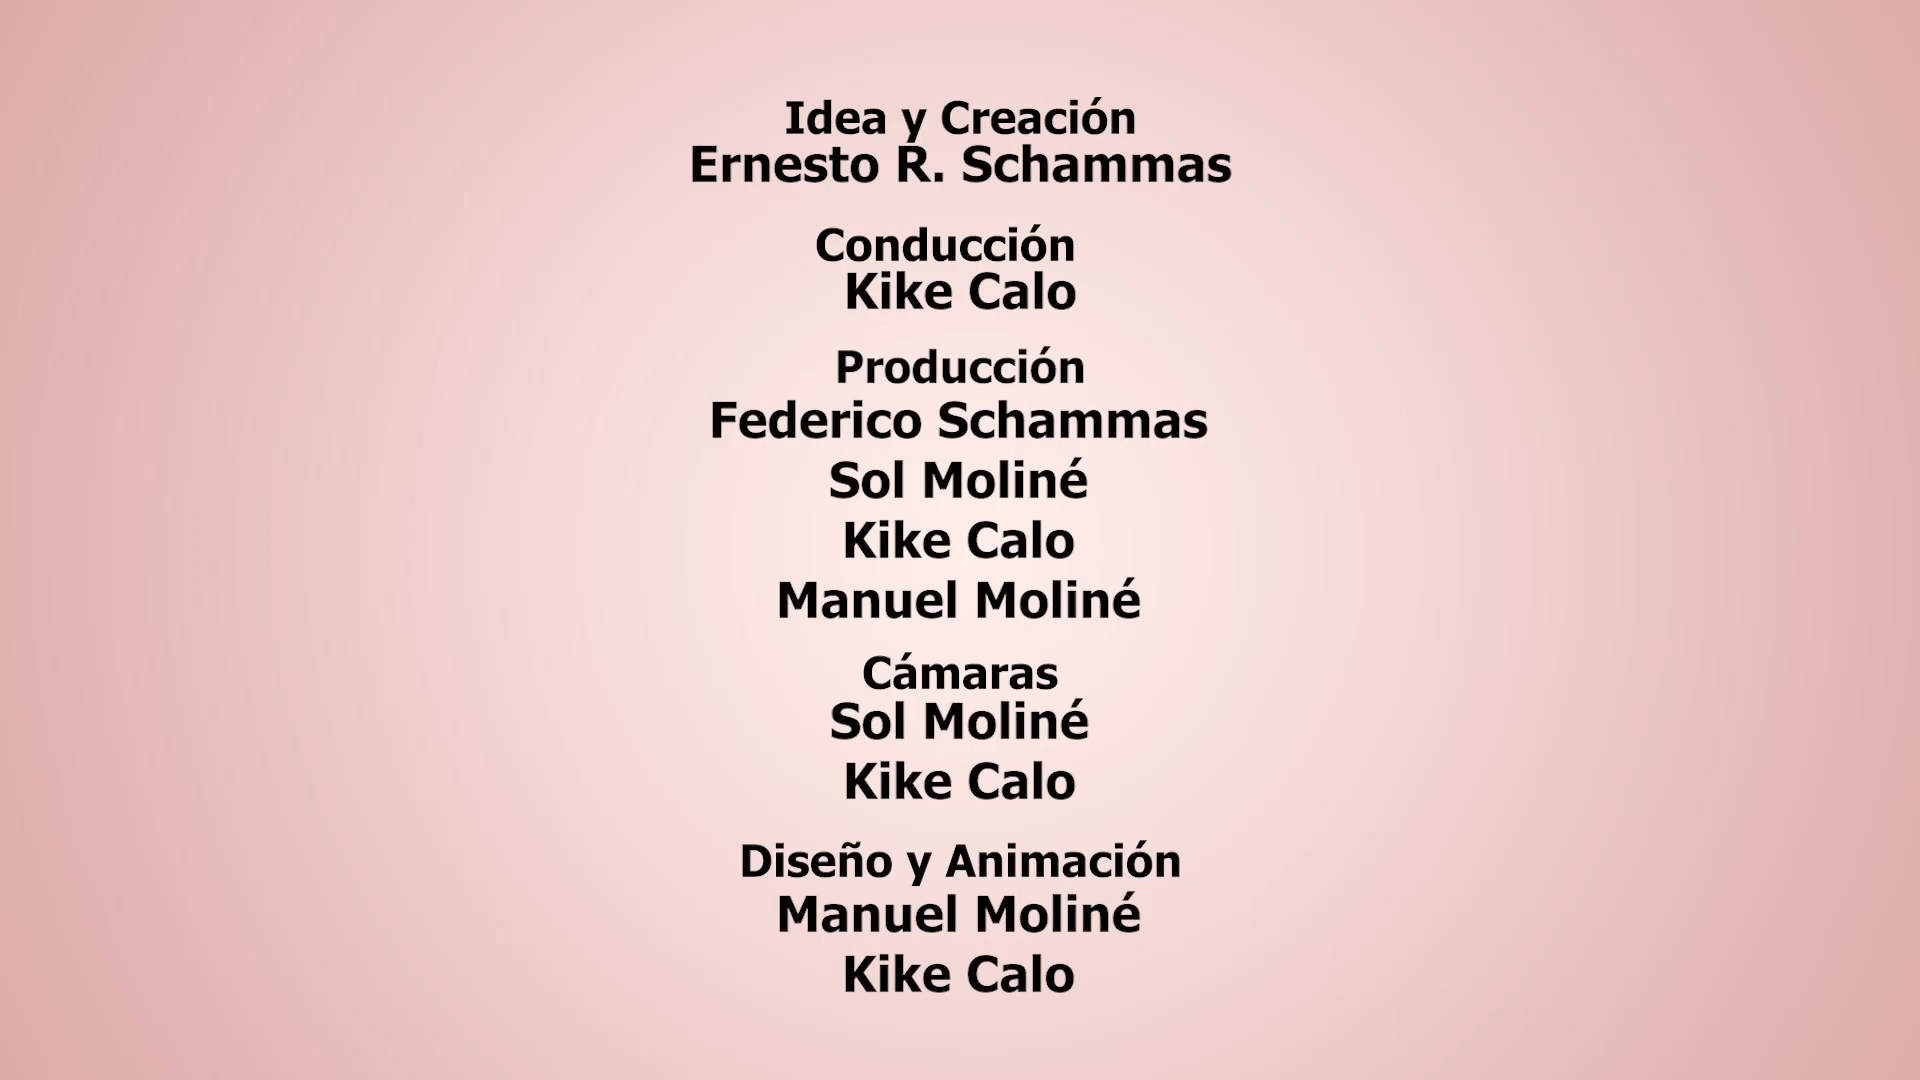 Idea y Creación
Ernesto R. Schammas
Conducción
Kike Calo
Producción
Federico Schammas
Sol Moliné
Kike Calo
Manuel Moliné
Cámaras
Sol Moliné
Kike Calo
Diseño y Animación
Manuel Moliné
Kike Calo